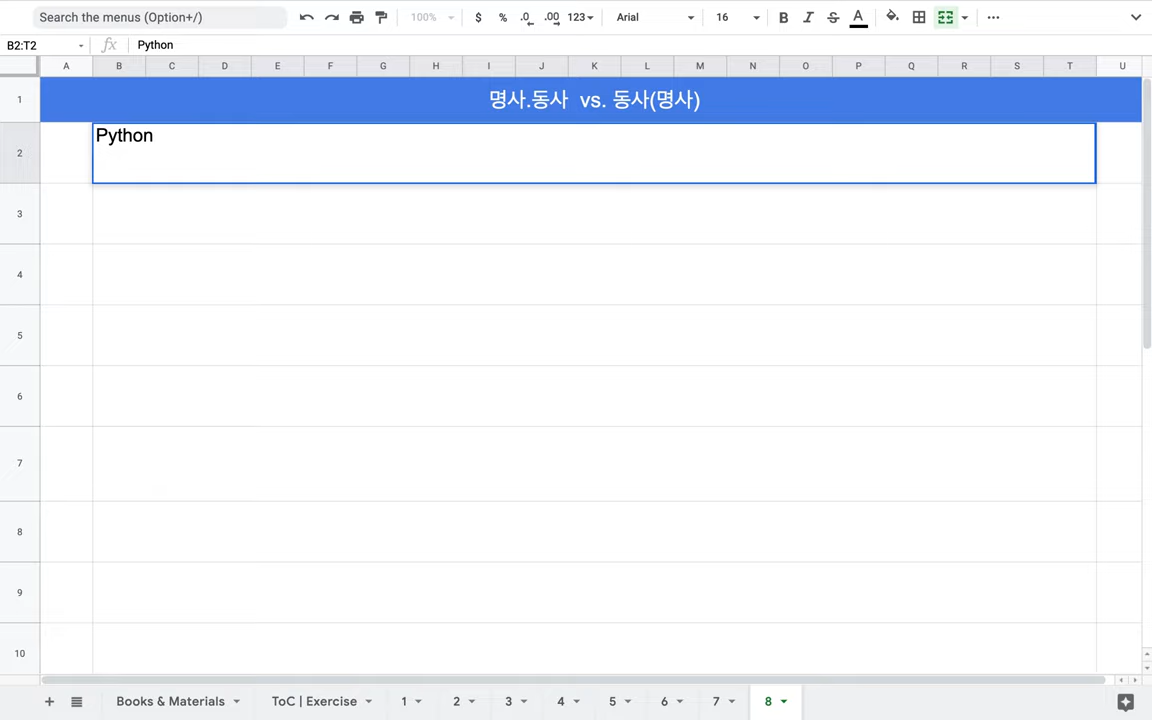 Search the menus (Option+/) 100% $ % .0 .00 123 Arial 16 B I S A
B2:T2 fx Python
A B C D E F G H I J K L M N O P Q R S T U
1 명사.동사 vs. 동사(명사)
2 Python
3
4
5
6
7
8
9
10
Books & Materials ToC | Exercise 1 2 3 4 5 6 7 8